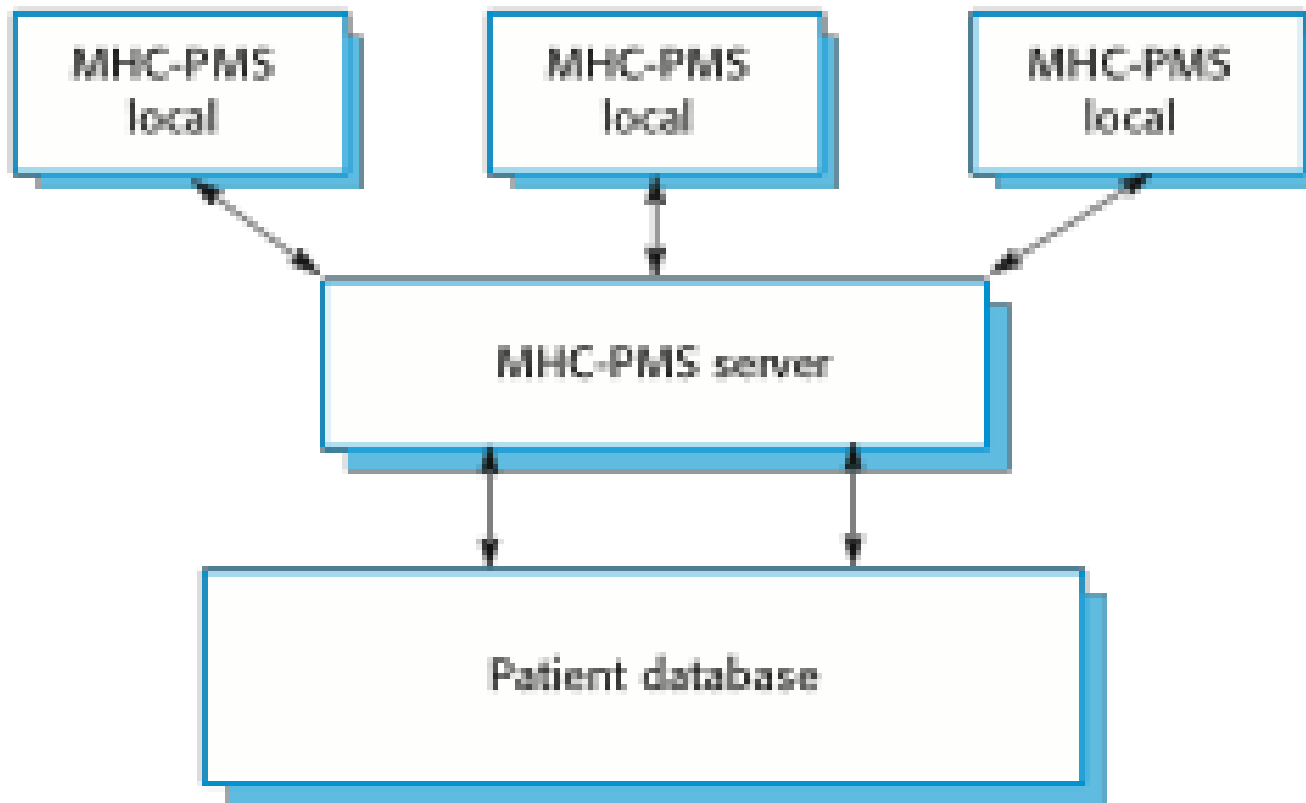 MHC-PMS
local
MHC-PMS
local
MHC-PMS
local
MHC-PMS server
Patient database